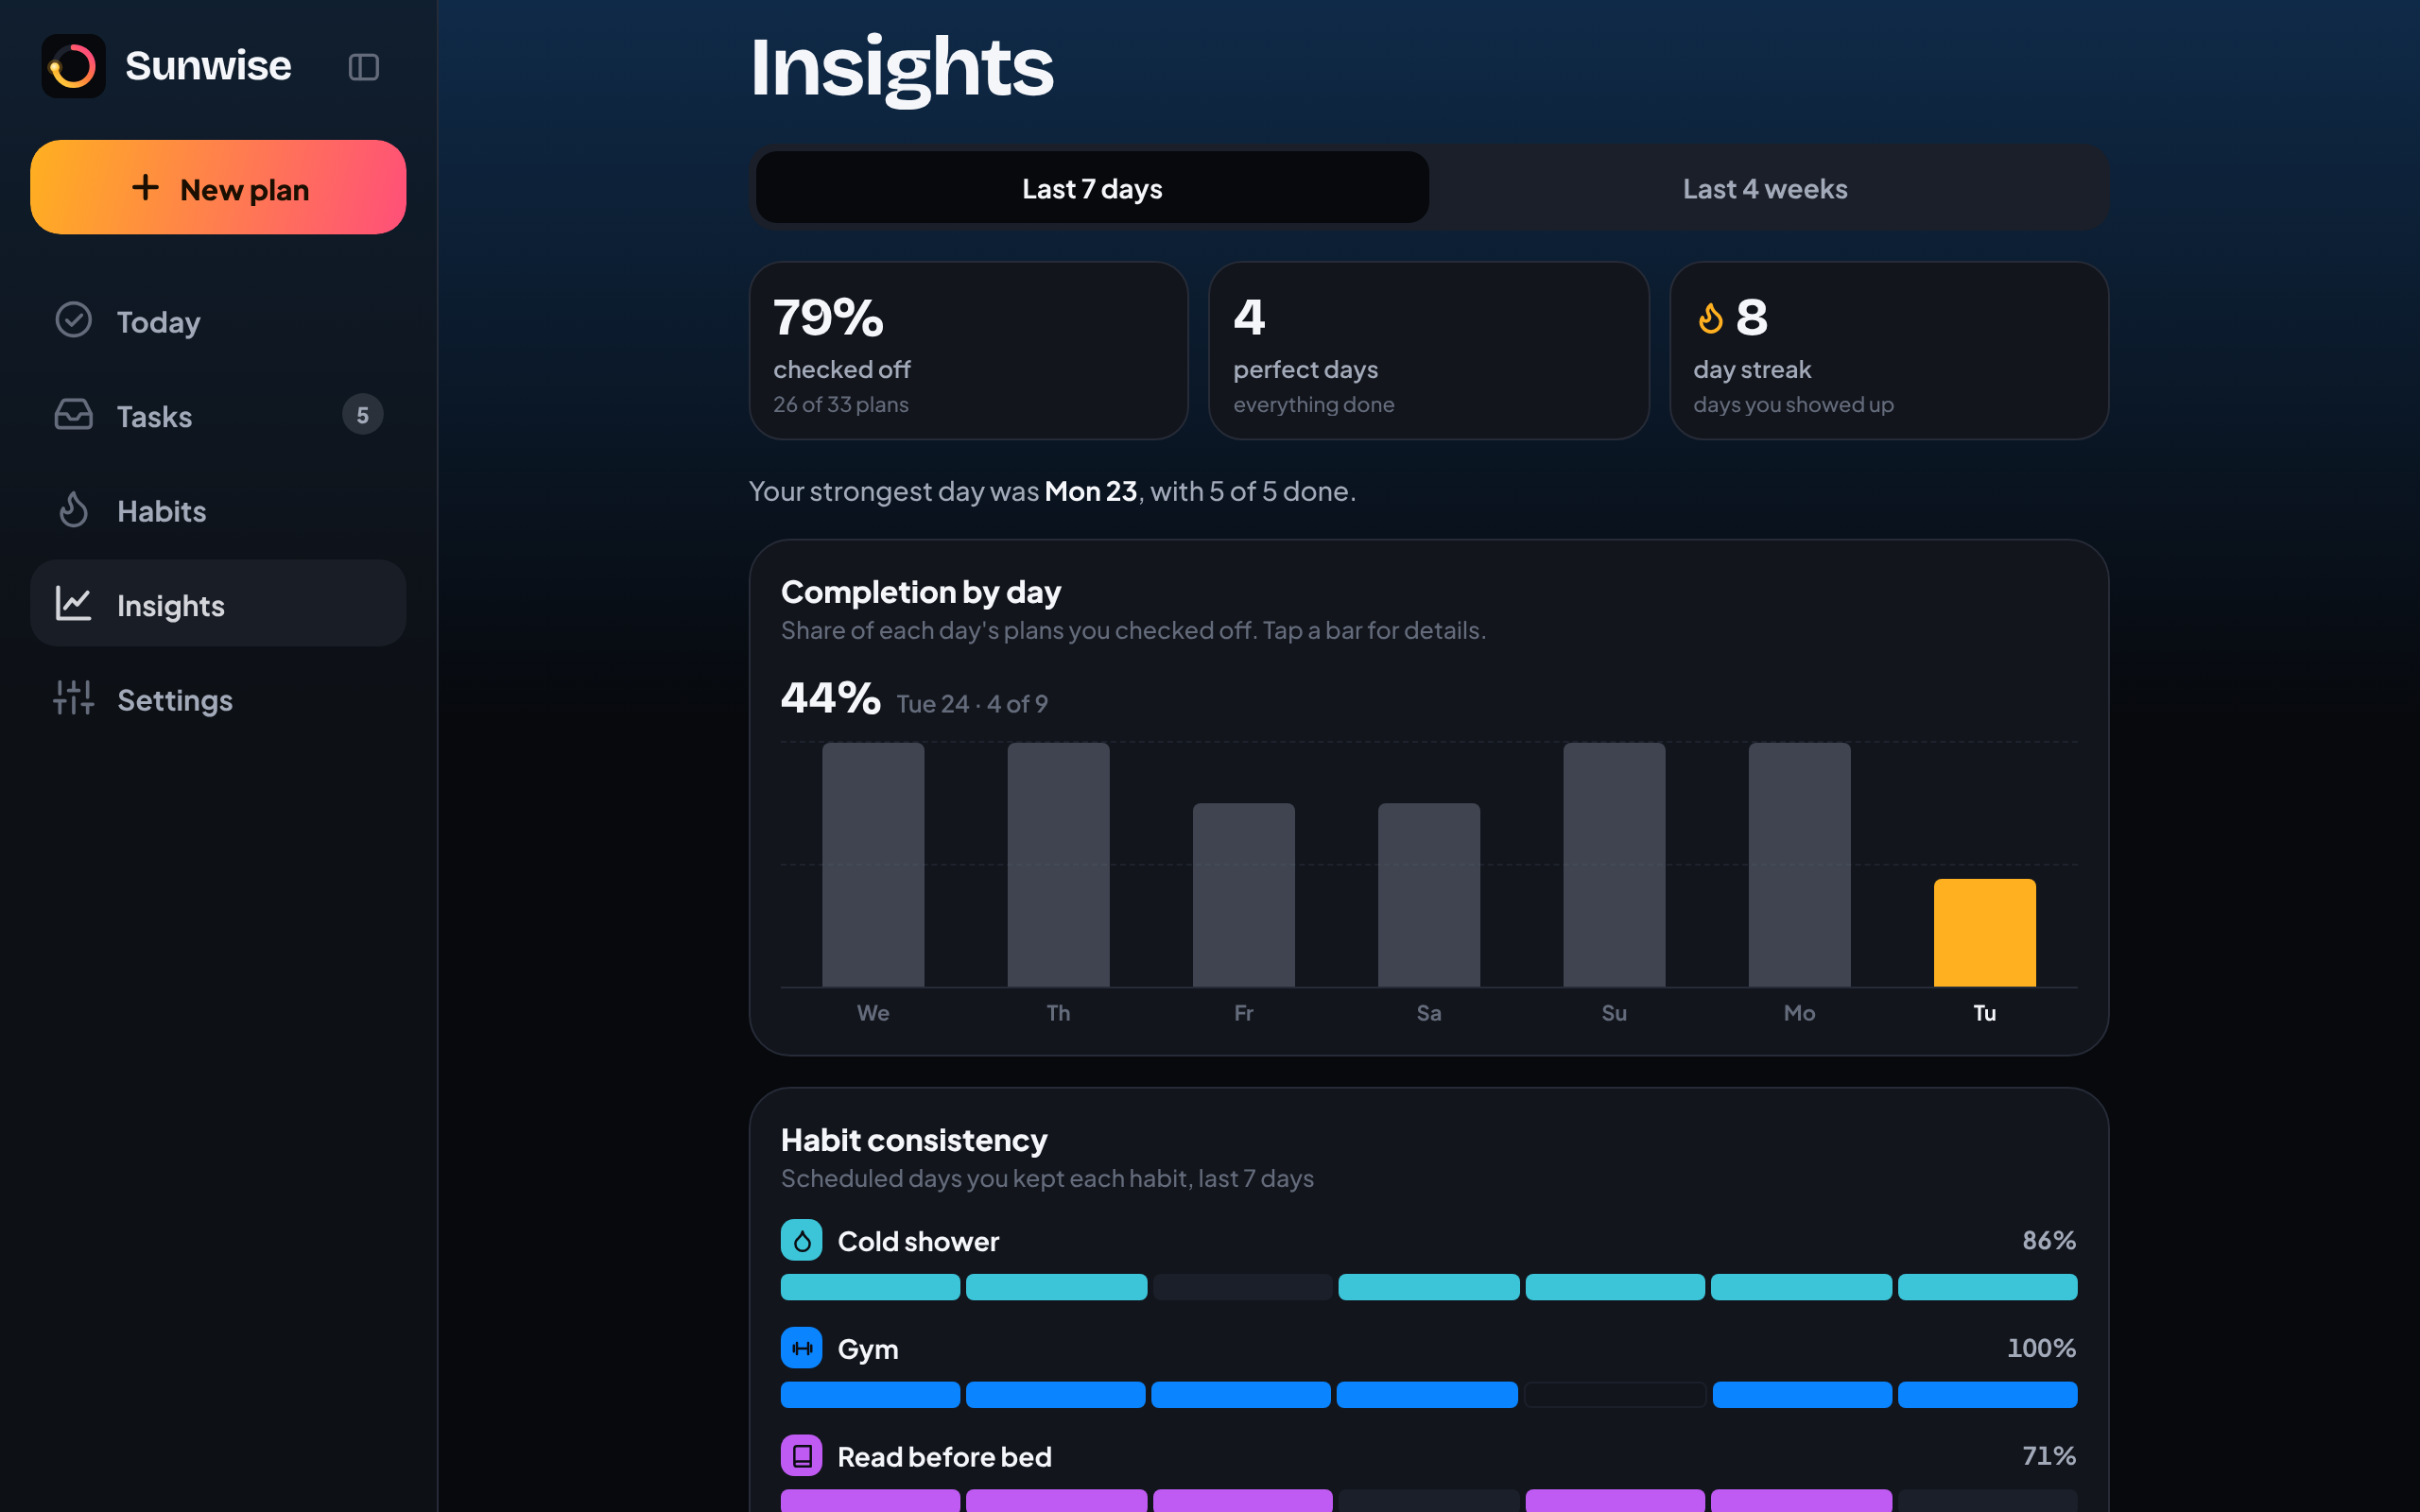 Sunwise
New plan
Today
Tasks 5
Habits
Insights
Settings
Insights
Last 7 days Last 4 weeks
79%
checked off
26 of 33 plans
4
perfect days
everything done
8
day streak
days you showed up
Your strongest day was Mon 23, with 5 of 5 done.
Completion by day
Share of each day's plans you checked off. Tap a bar for details.
44% Tue 24 · 4 of 9
We Th Fr Sa Su Mo Tu
Habit consistency
Scheduled days you kept each habit, last 7 days
Cold shower 86%
Gym 100%
Read before bed 71%